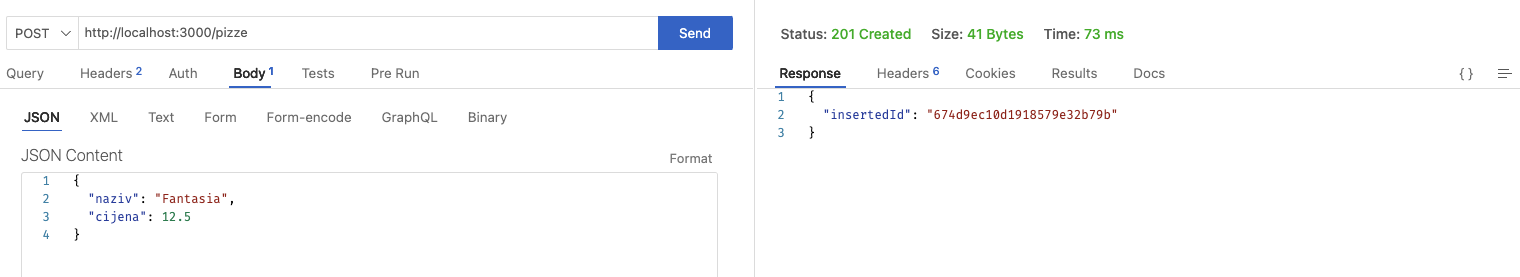 POST http://localhost:3000/pizze Send
Query Headers 2 Auth Body 1 Tests Pre Run
JSON XML Text Form Form-encode GraphQL Binary
JSON Content Format
1 {
2 "naziv": "Fantasia",
3 "cijena": 12.5
4 }
Status: 201 Created Size: 41 Bytes Time: 73 ms
Response Headers 6 Cookies Results Docs { }
1 {
2 "insertedId": "674d9ec10d1918579e32b79b"
3 }